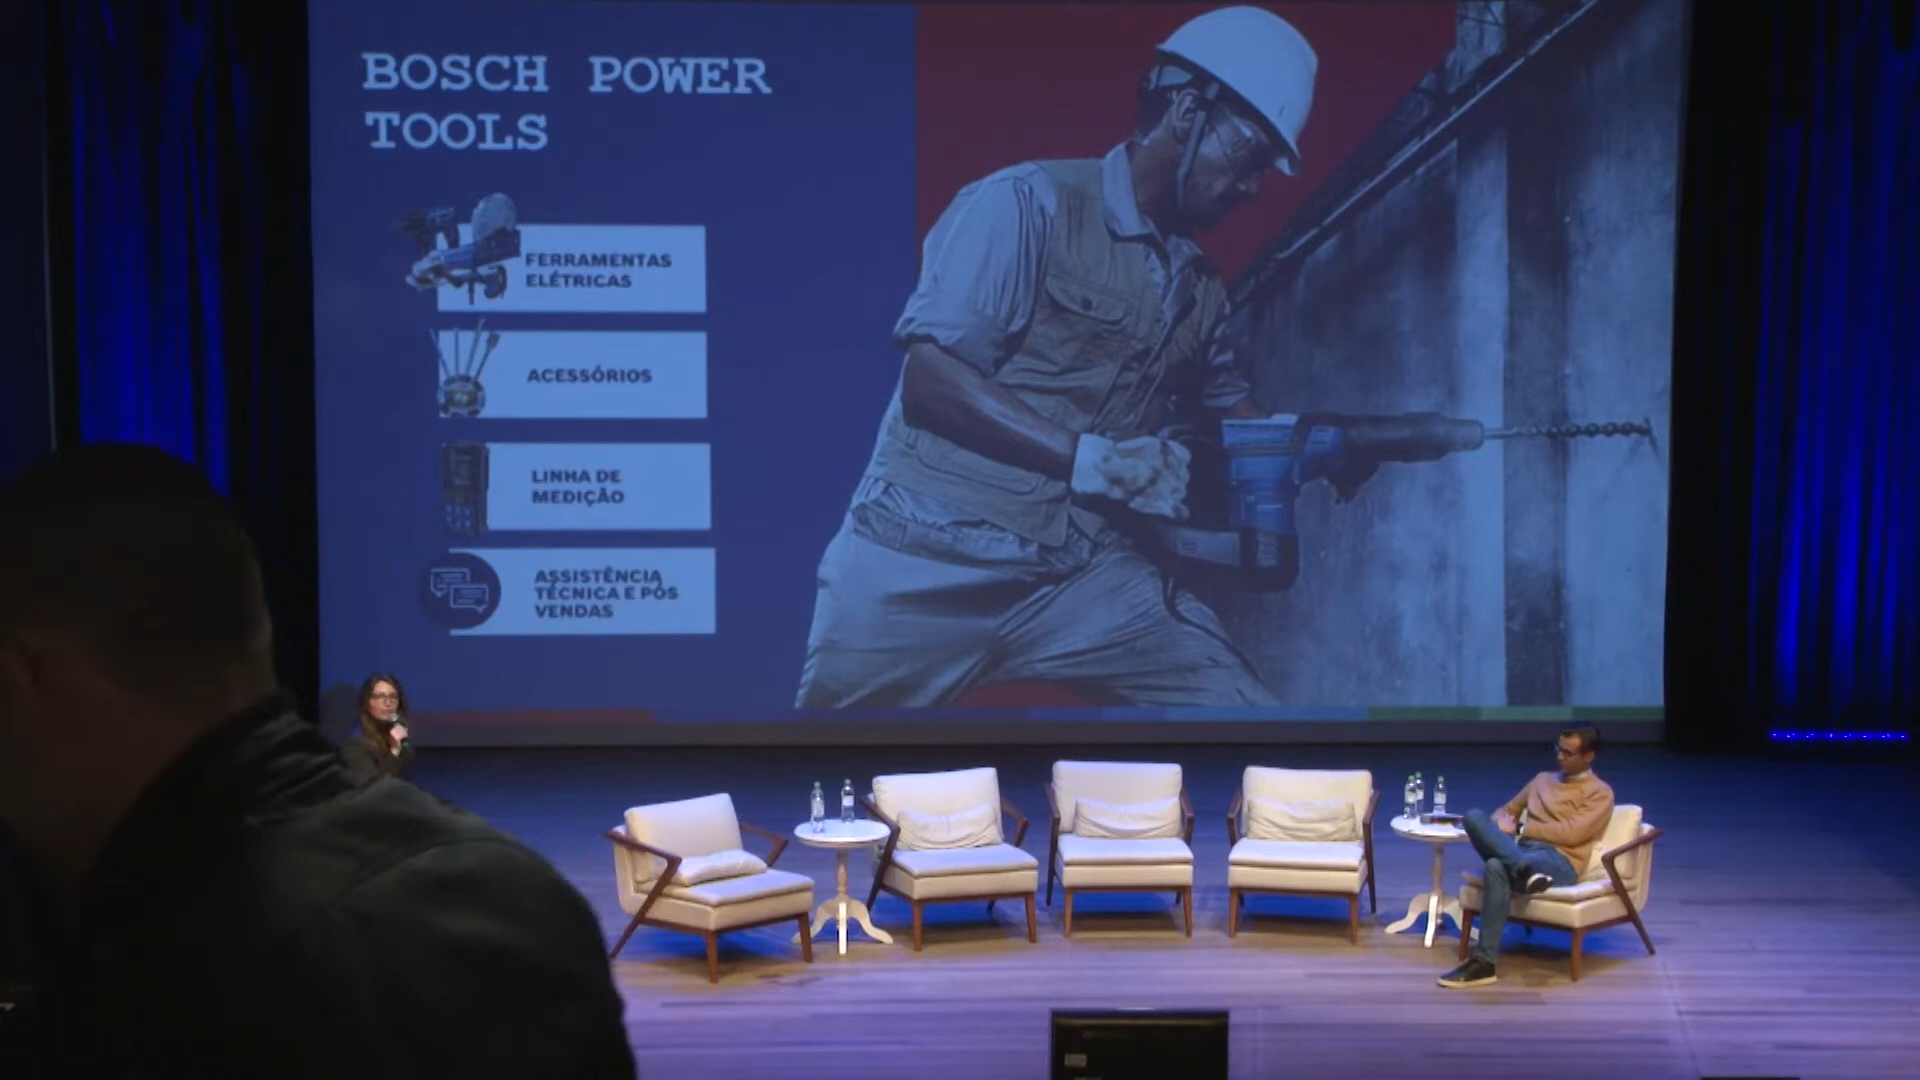 BOSCH POWER
TOOLS
FERRAMENTAS
ELÉTRICAS
ACESSÓRIOS
LINHA DE
MEDIÇÃO
ASSISTÊNCIA
TÉCNICA E PÓS
VENDAS